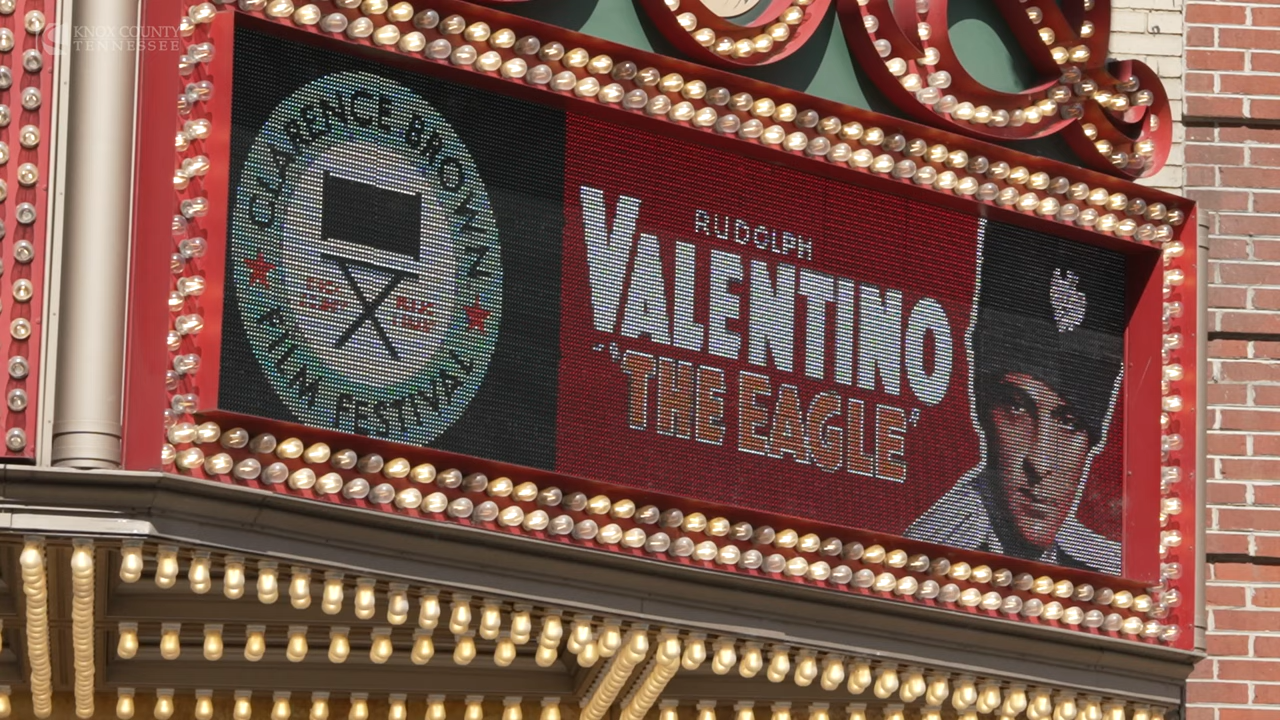 KNOX COUNTY
TENNESSEE
CLARENCE BROWN
FILM FESTIVAL
RUDOLPH
VALENTINO
"THE EAGLE"